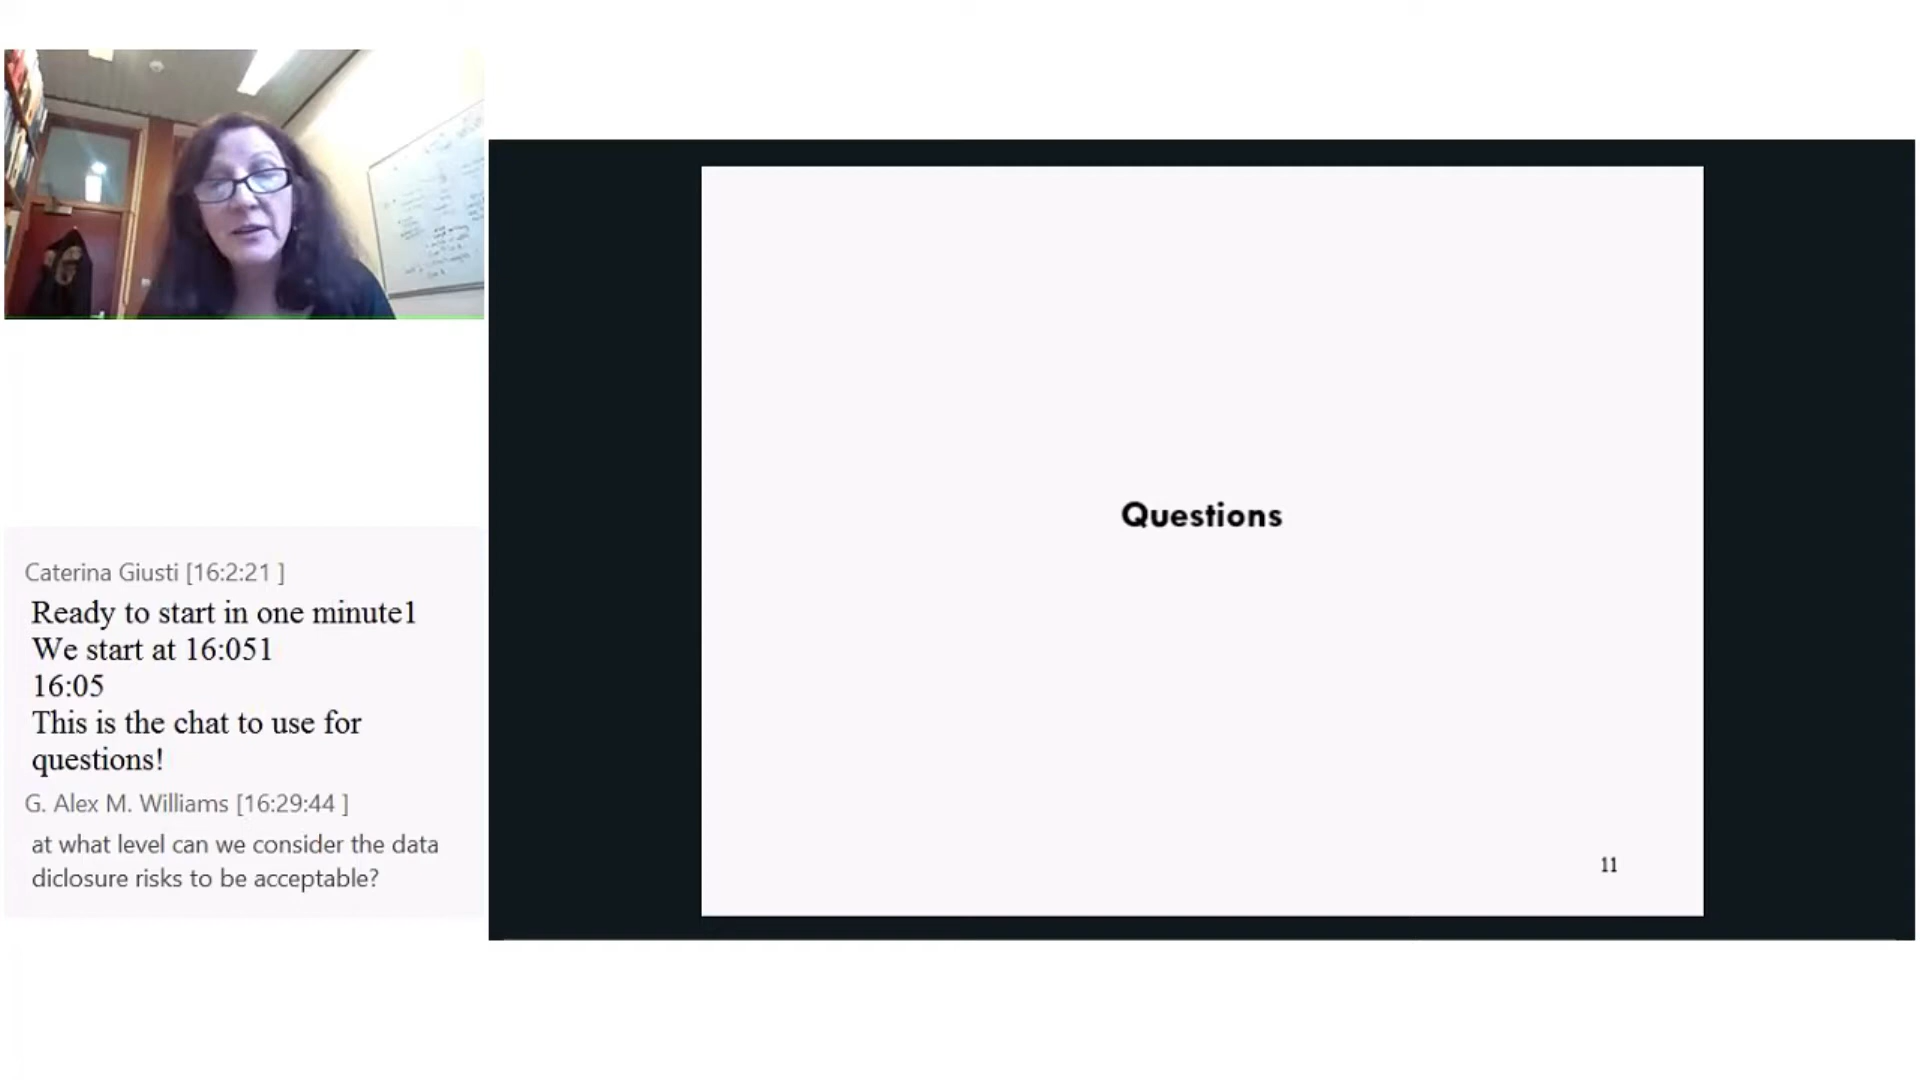 Caterina Giusti [16:2:21 ]
Ready to start in one minute1
We start at 16:051
16:05
This is the chat to use for
questions!
G. Alex M. Williams [16:29:44 ]
at what level can we consider the data
diclosure risks to be acceptable?
Questions
11